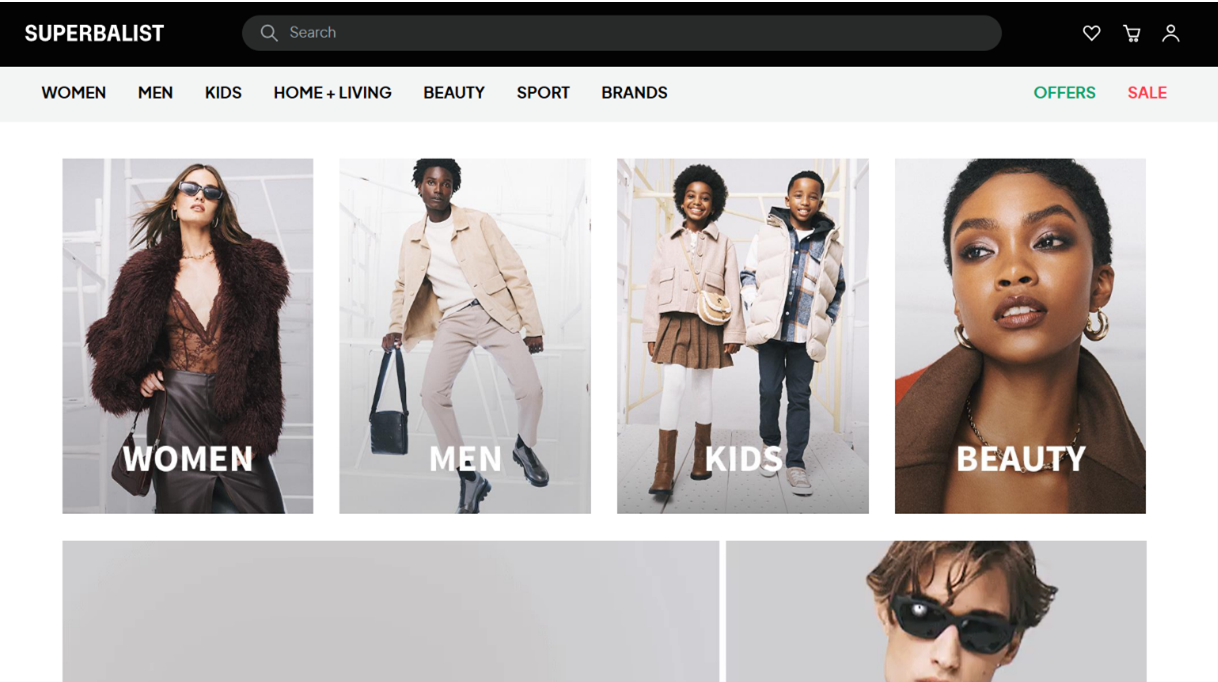 SUPERBALIST Search
WOMEN MEN KIDS HOME + LIVING BEAUTY SPORT BRANDS OFFERS SALE
WOMEN MEN KIDS BEAUTY